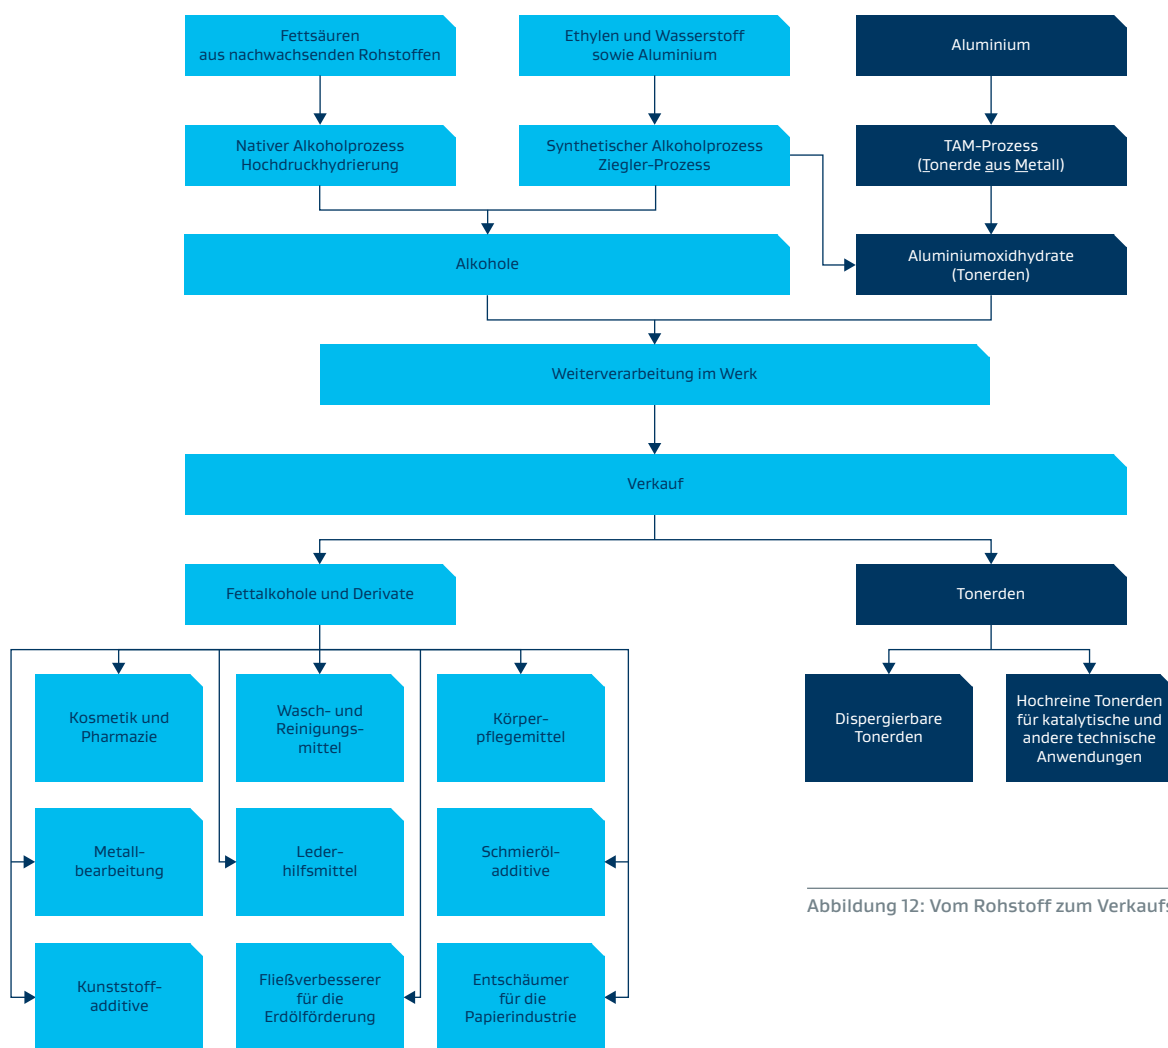 Fettsäuren
aus nachwachsenden Rohstoffen
Ethylen und Wasserstoff
sowie Aluminium
Aluminium
Nativer Alkoholprozess
Hochdruckhydrierung
Synthetischer Alkoholprozess
Ziegler-Prozess
TAM-Prozess
(Tonerde aus Metall)
Alkohole
Aluminiumoxidhydrate
(Tonerden)
Weiterverarbeitung im Werk
Verkauf
Fettalkohole und Derivate
Tonerden
Kosmetik und
Pharmazie
Wasch- und
Reinigungs-
mittel
Körper-
pflegemittel
Dispergierbare
Tonerden
Hochreine Tonerden
für katalytische und
andere technische
Anwendungen
Metall-
bearbeitung
Leder-
hilfsmittel
Schmieröl-
additive
Abbildung 12: Vom Rohstoff zum Verkaufs
Kunststoff-
additive
Fließverbesserer
für die
Erdölförderung
Entschäumer
für die
Papierindustrie